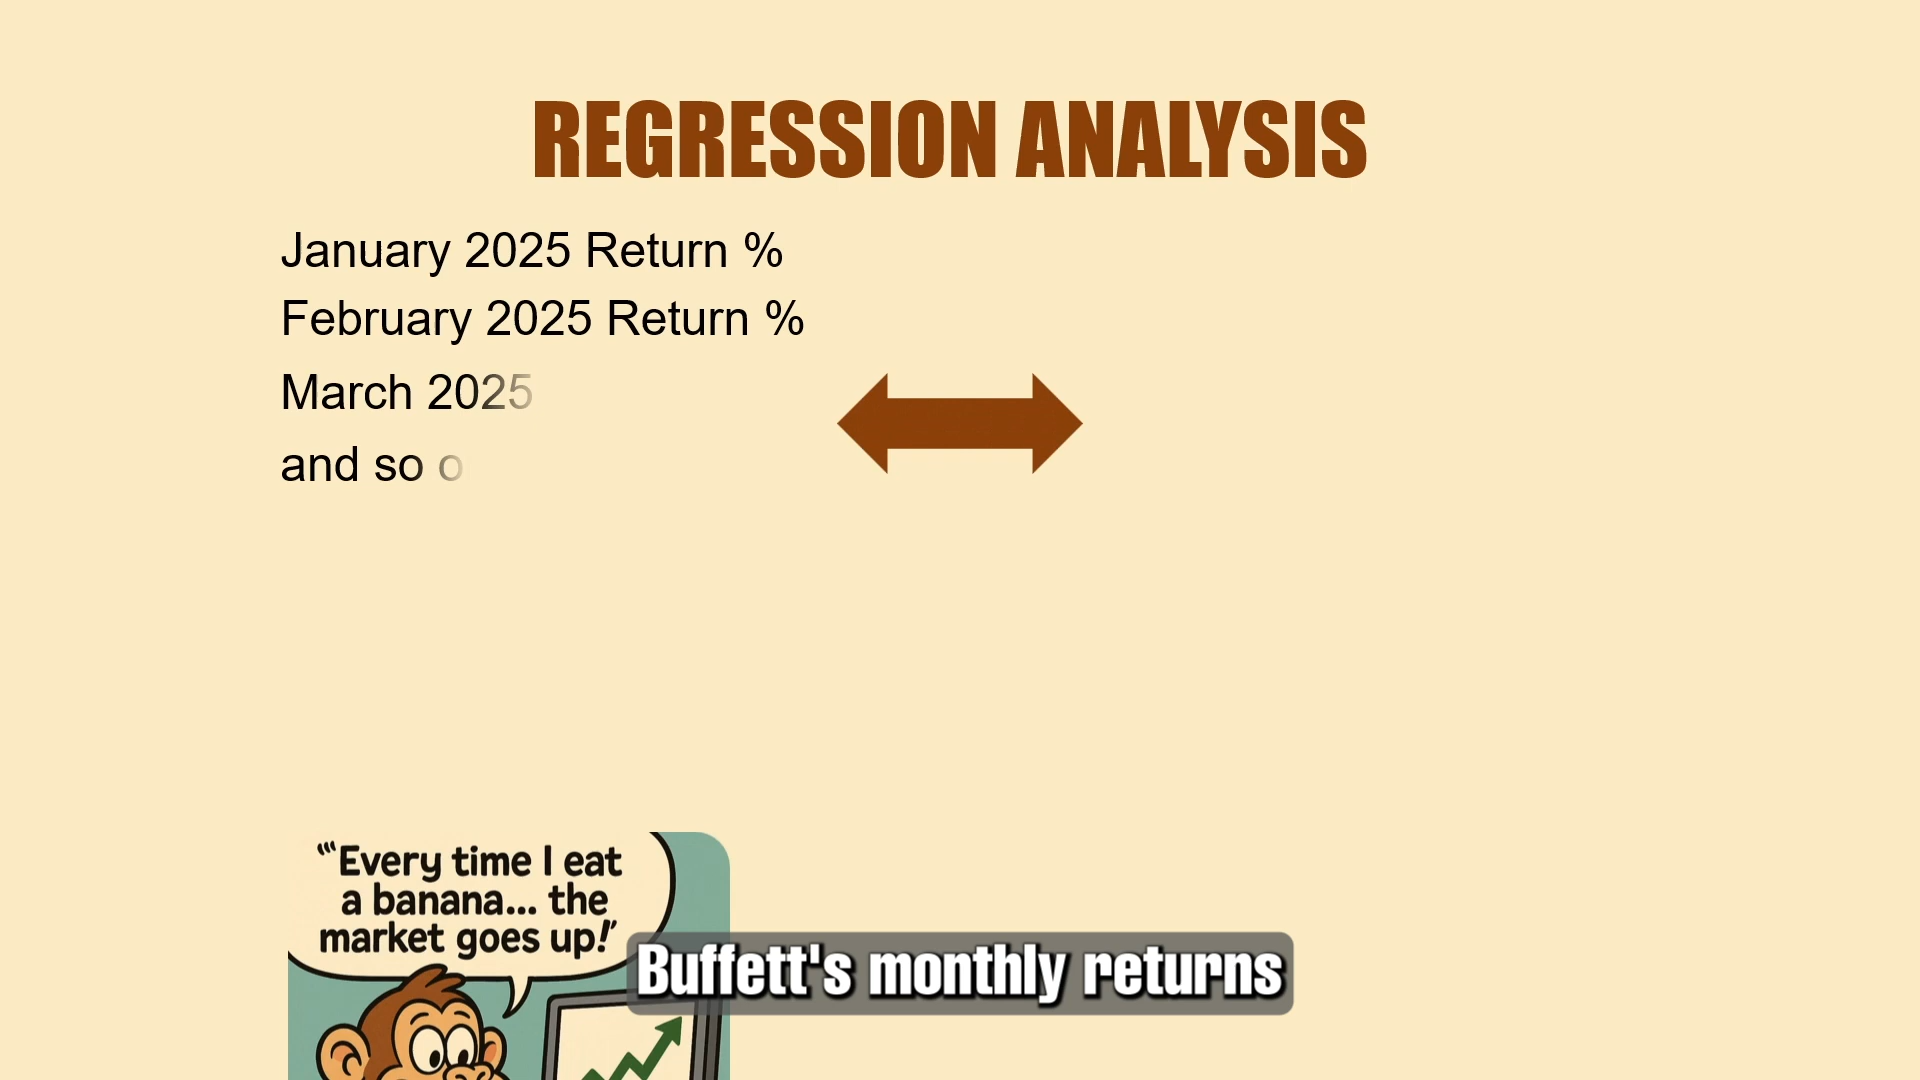 REGRESSION ANALYSIS
January 2025 Return %
February 2025 Return %
March 2025
and so o
"'Every time I eat
a banana... the
market goes up!"
Buffett's monthly returns